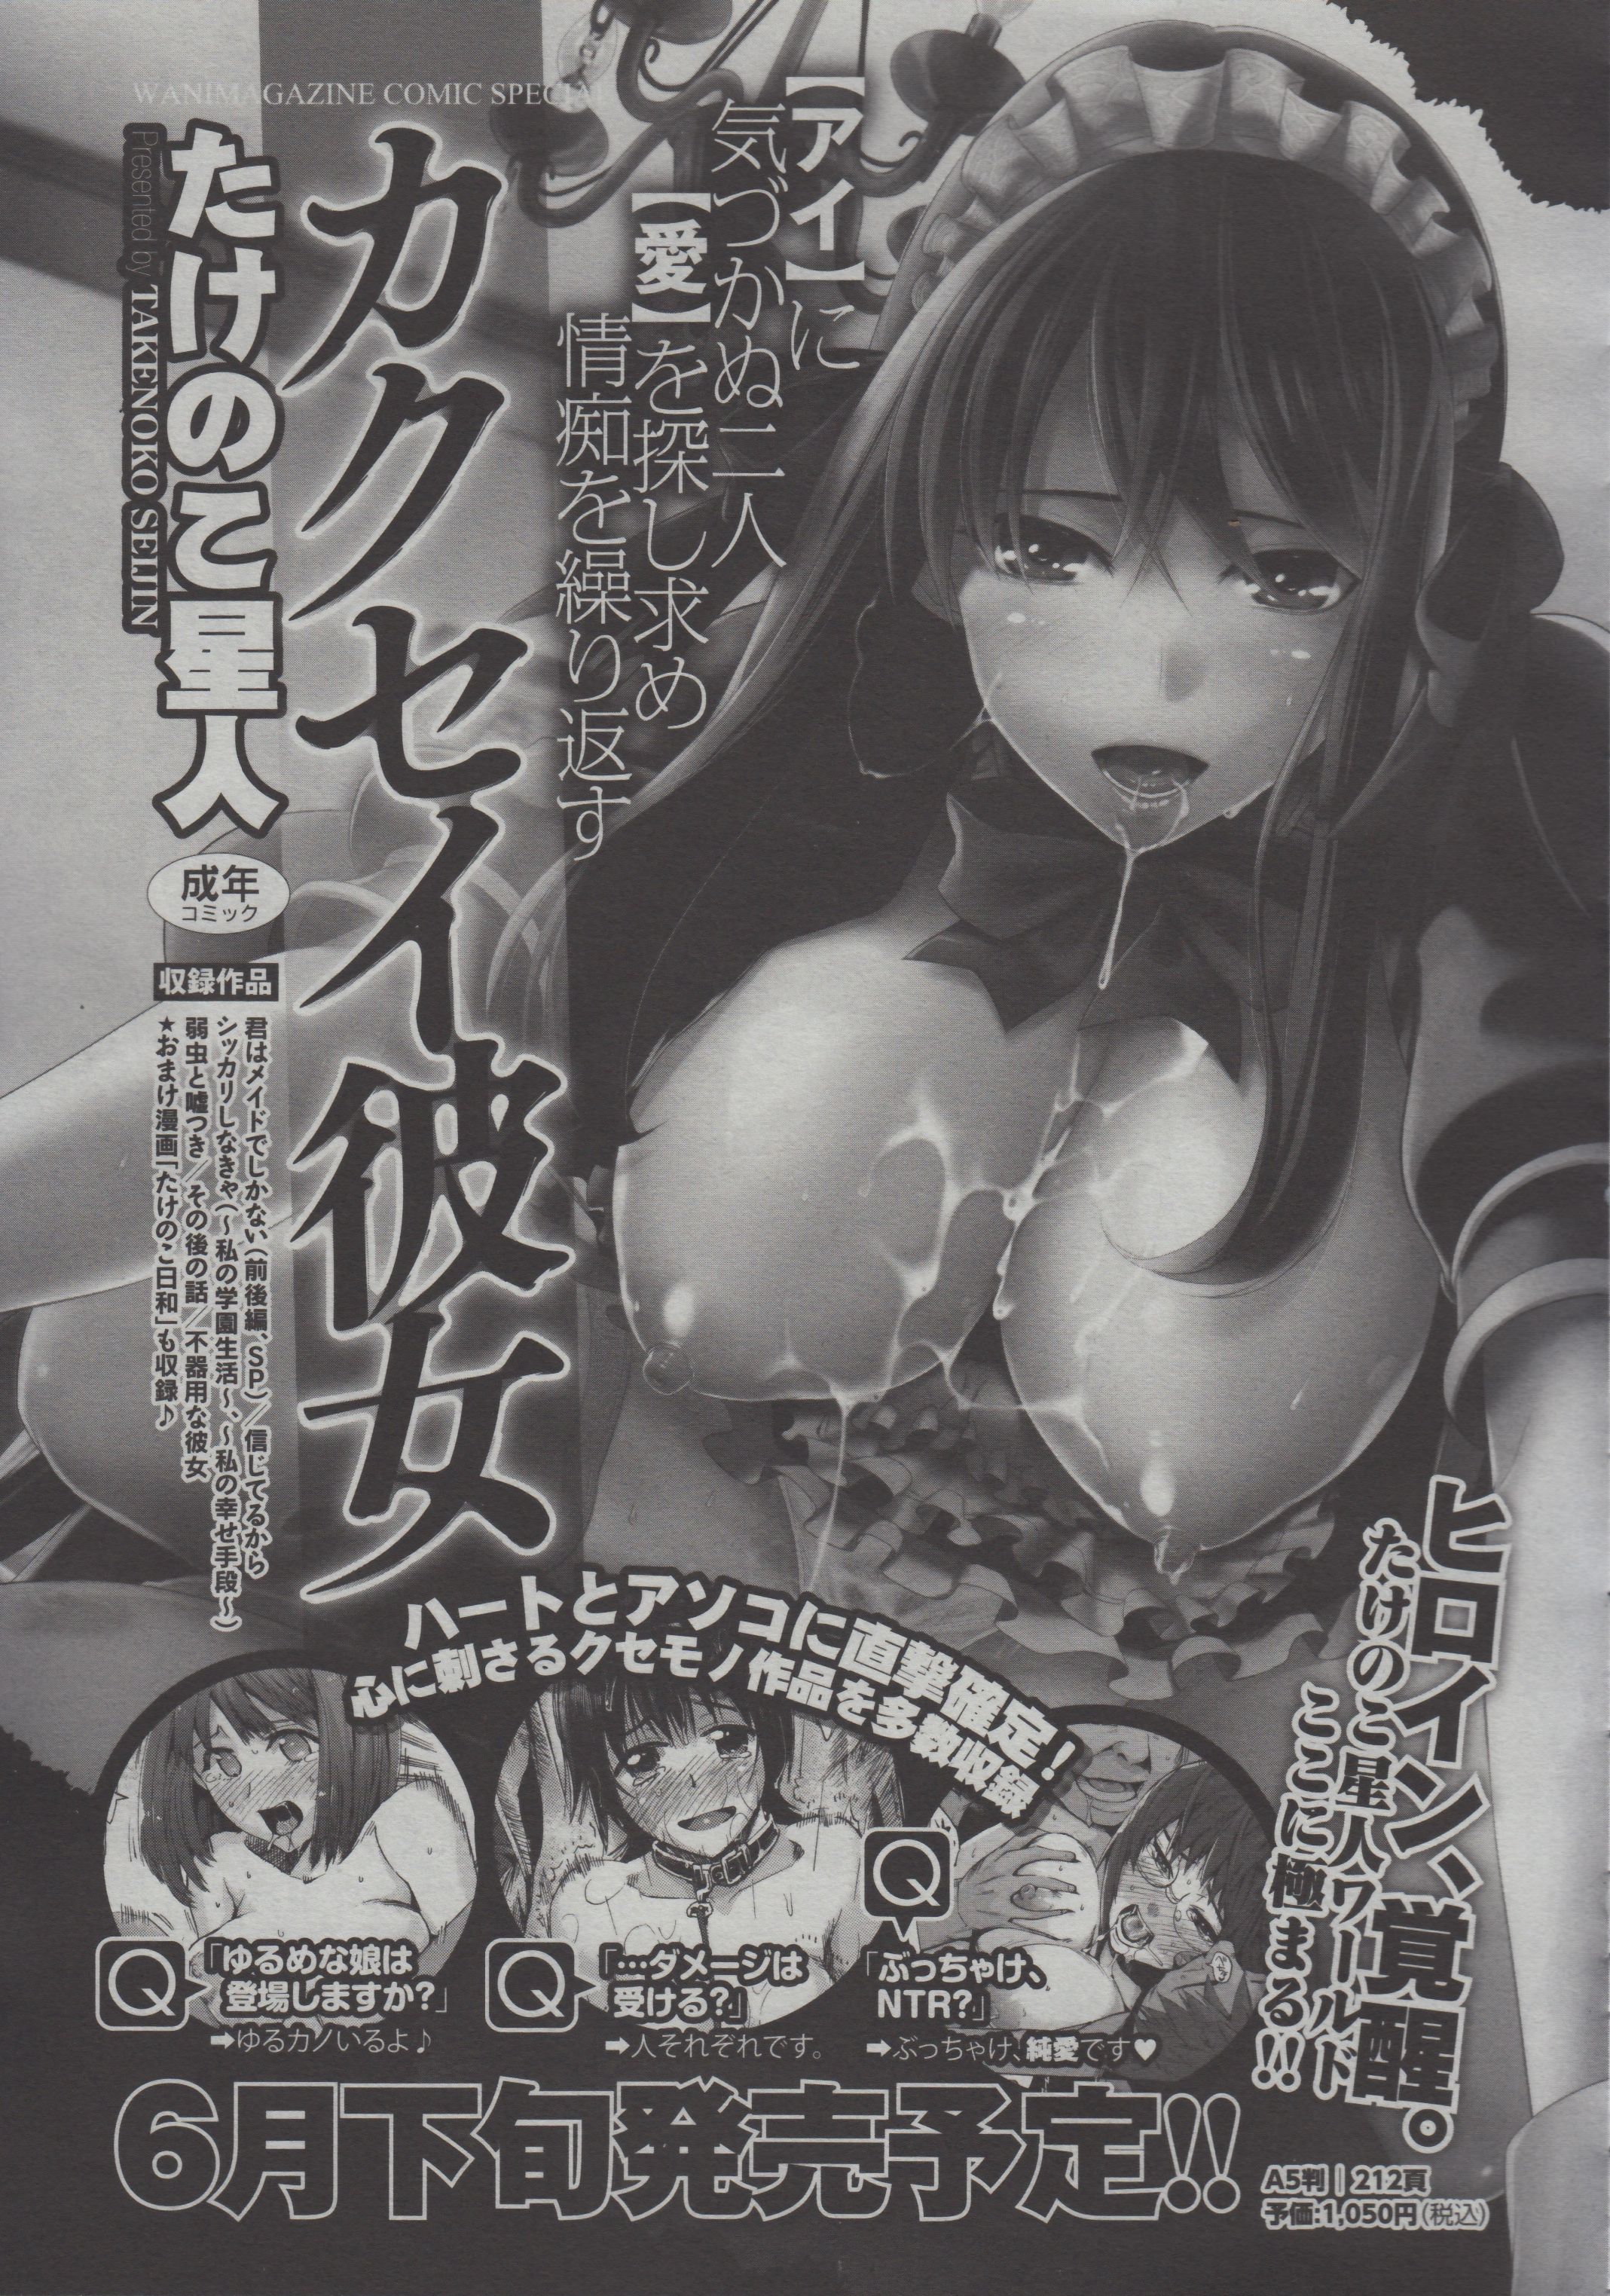 WANIMAGAZINE COMIC SPECIAL
【アイ】に
気づかぬ二人
【愛】を探し求め
情痴を繰り返す
カクセイ彼女
たけのこ星人
Presented by TAKENOKO SEIJIN
成年
コミック
収録作品
君はメイドでしかない(前後編、SP)／信じてるから
シッカリしなきゃ(～私の学園生活～、～私の幸せ手段～)
弱虫と嘘つき／その後の話／不器用な彼女
★おまけ漫画「たけのこ日和」も収録♪
ヒロイン、覚醒。
たけのこ星人ワールド
ここに極まる!!
ハートとアソコに直撃確定!
心に刺さるクセモノ作品を多数収録
Q
「ゆるめな娘は
登場しますか?」
➡ゆるカノいるよ♪
Q
「…ダメージは
受ける?」
➡人それぞれです。
Q
「ぶっちゃけ、
NTR?」
➡ぶっちゃけ、純愛です♥
6月下旬発売予定!!
A5判｜212頁
予価:1,050円(税込)